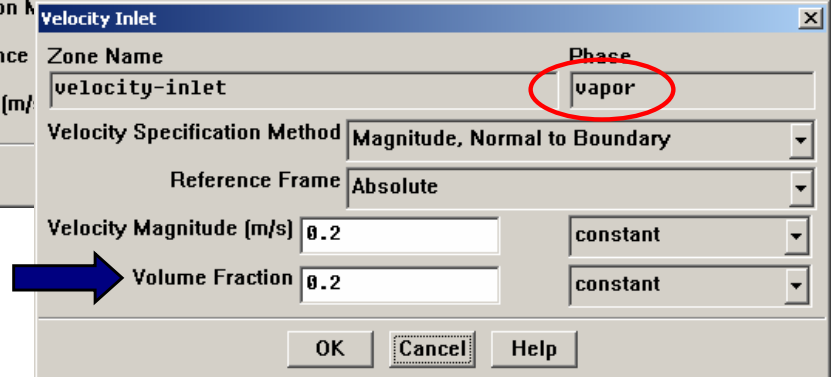 on
Velocity Inlet
nce
Zone Name Phase
velocity-inlet vapor
(m/
Velocity Specification Method Magnitude, Normal to Boundary
Reference Frame Absolute
Velocity Magnitude (m/s) 0.2 constant
Volume Fraction 0.2 constant
OK Cancel Help